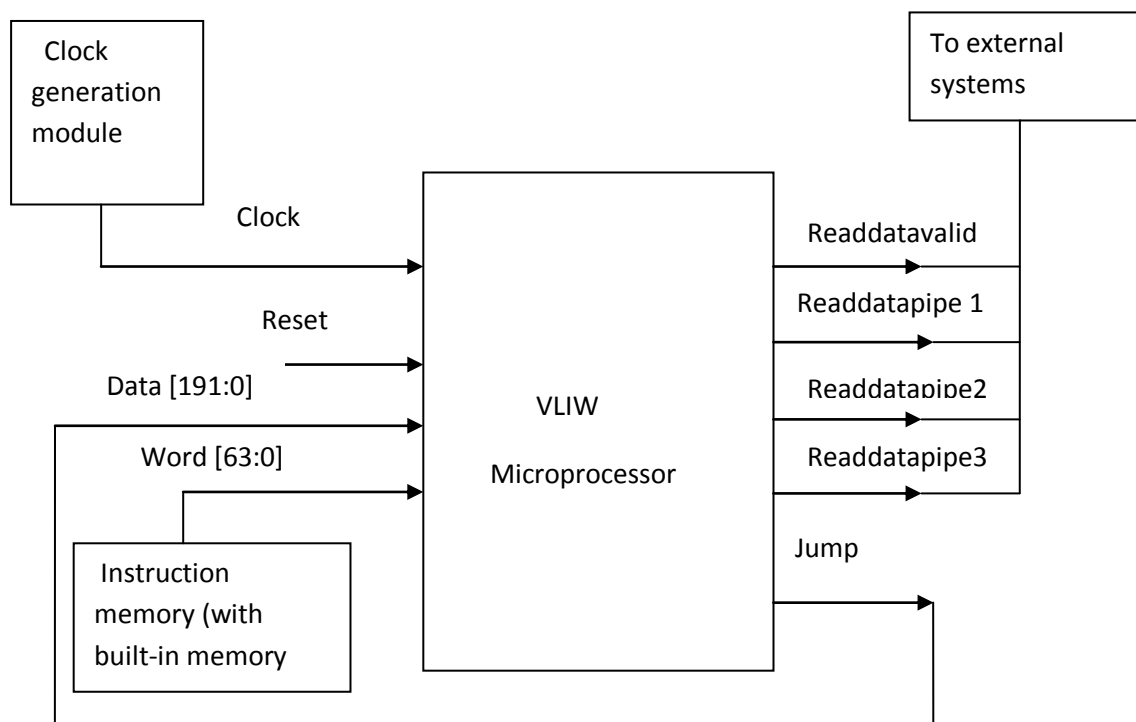 Clock
generation
module
To external
systems
Clock
Readdatavalid
Readdatapipe 1
Reset
Data [191:0]
Readdatapipe2
VLIW
Word [63:0]
Readdatapipe3
Microprocessor
Jump
Instruction
memory (with
built-in memory